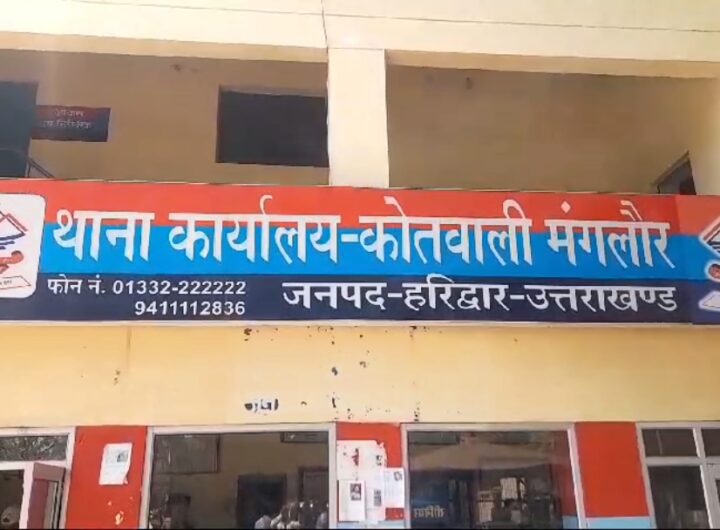 थाना कार्यालय-कोतवाली मंगलौर
फोन नं. 01332-222222
9411112836
जनपद-हरिद्वार-उत्तराखण्ड